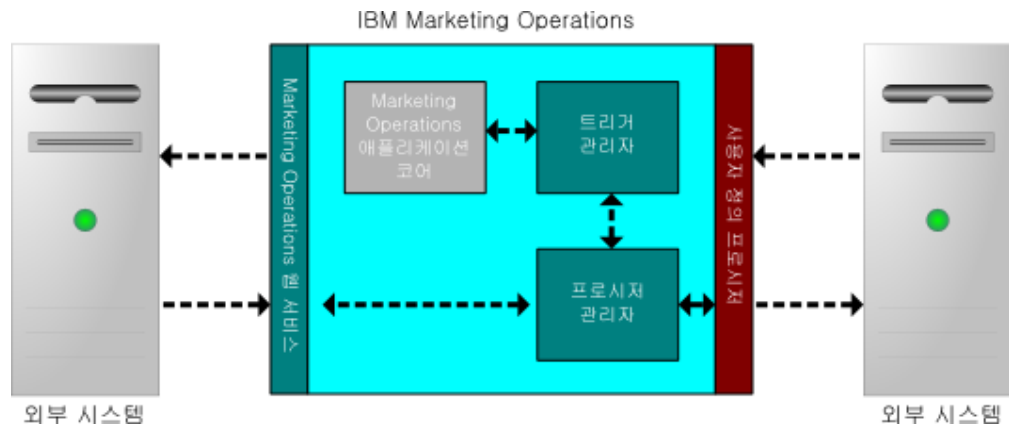 IBM Marketing Operations
Marketing Operations 웹 서비스
Marketing
Operations
애플리케이션
코어
트리거
관리자
프로시저
관리자
사용자 정의 프로시저
외부 시스템
외부 시스템